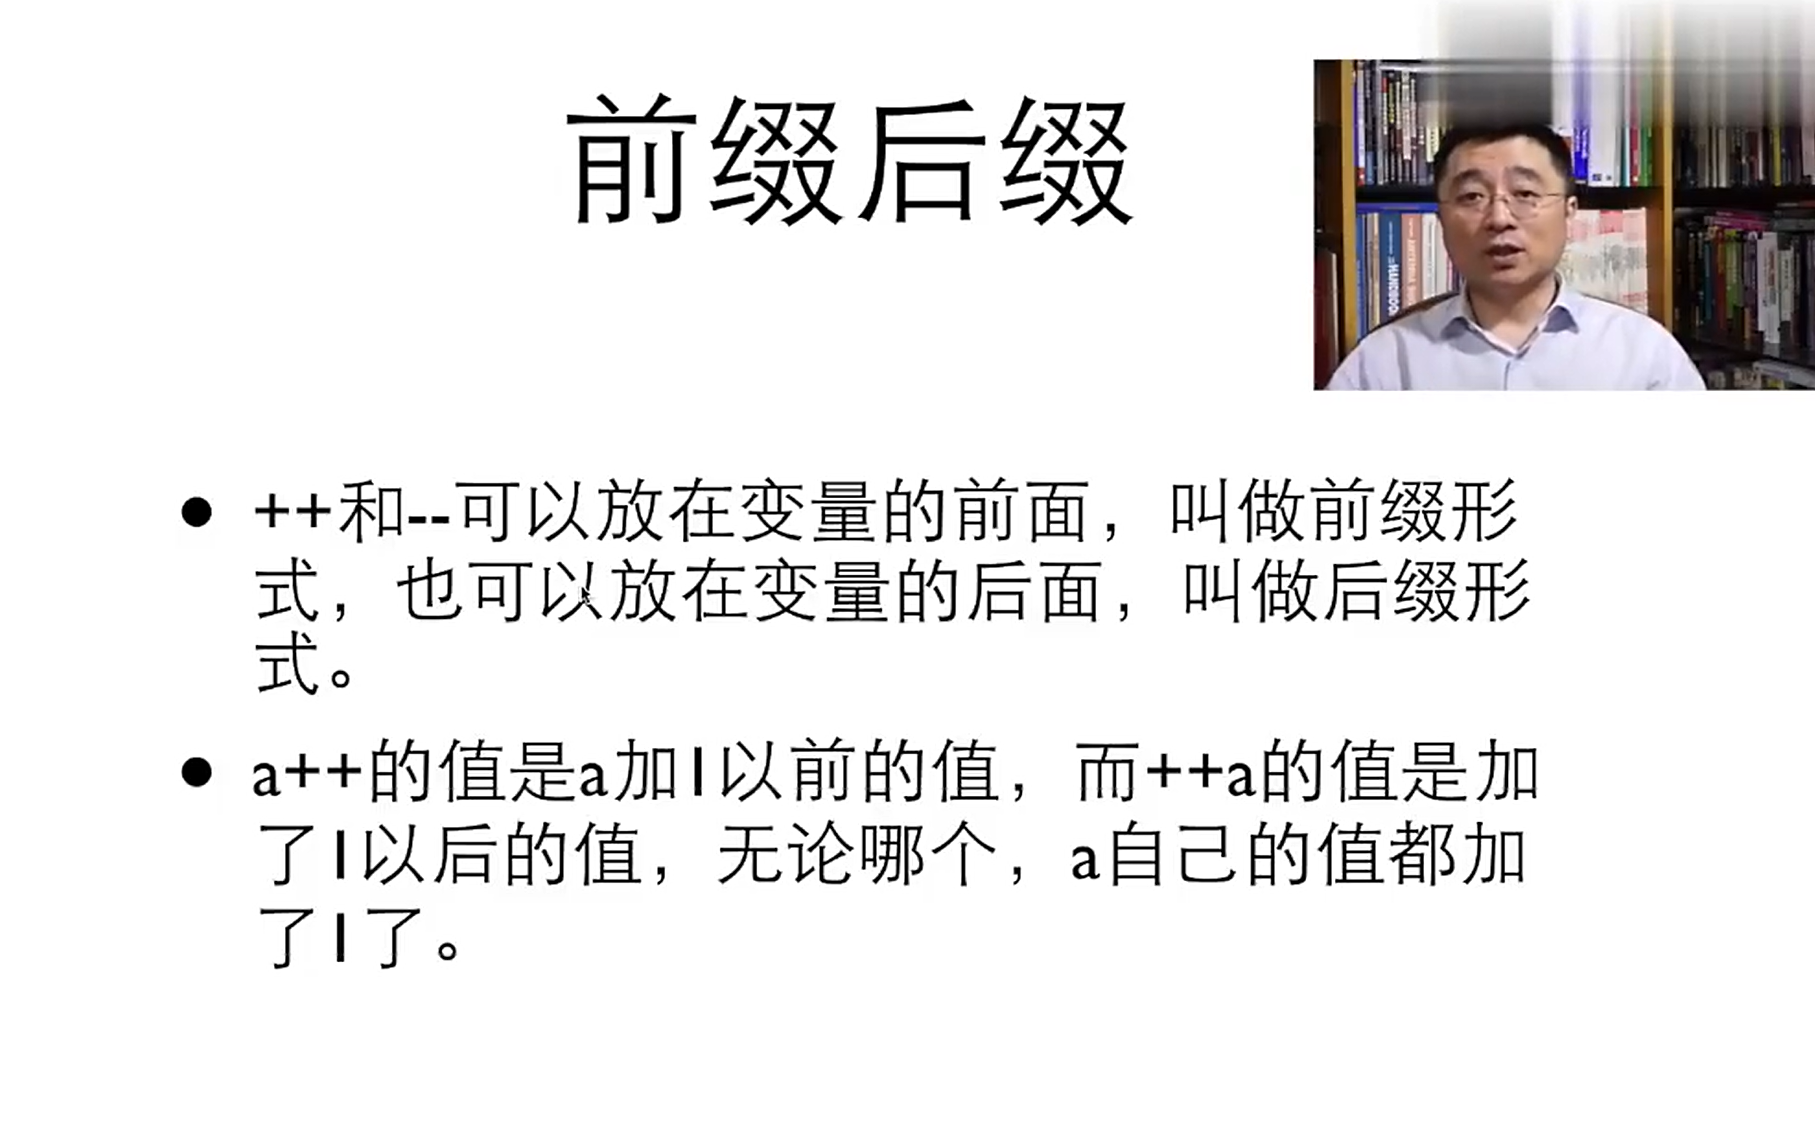 前缀后缀
++和--可以放在变量的前面，叫做前缀形
式，也可以放在变量的后面，叫做后缀形
式。
a++的值是a加1以前的值，而++a的值是加
了1以后的值，无论哪个，a自己的值都加
了1了。